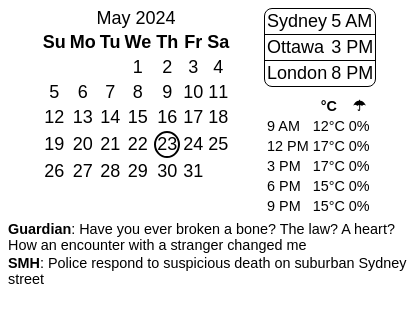 May 2024
Su Mo Tu We Th Fr Sa
1 2 3 4
5 6 7 8 9 10 11
12 13 14 15 16 17 18
19 20 21 22 23 24 25
26 27 28 29 30 31
Sydney 5 AM
Ottawa 3 PM
London 8 PM
°C ☂
9 AM 12°C 0%
12 PM 17°C 0%
3 PM 17°C 0%
6 PM 15°C 0%
9 PM 15°C 0%
Guardian: Have you ever broken a bone? The law? A heart?
How an encounter with a stranger changed me
SMH: Police respond to suspicious death on suburban Sydney
street